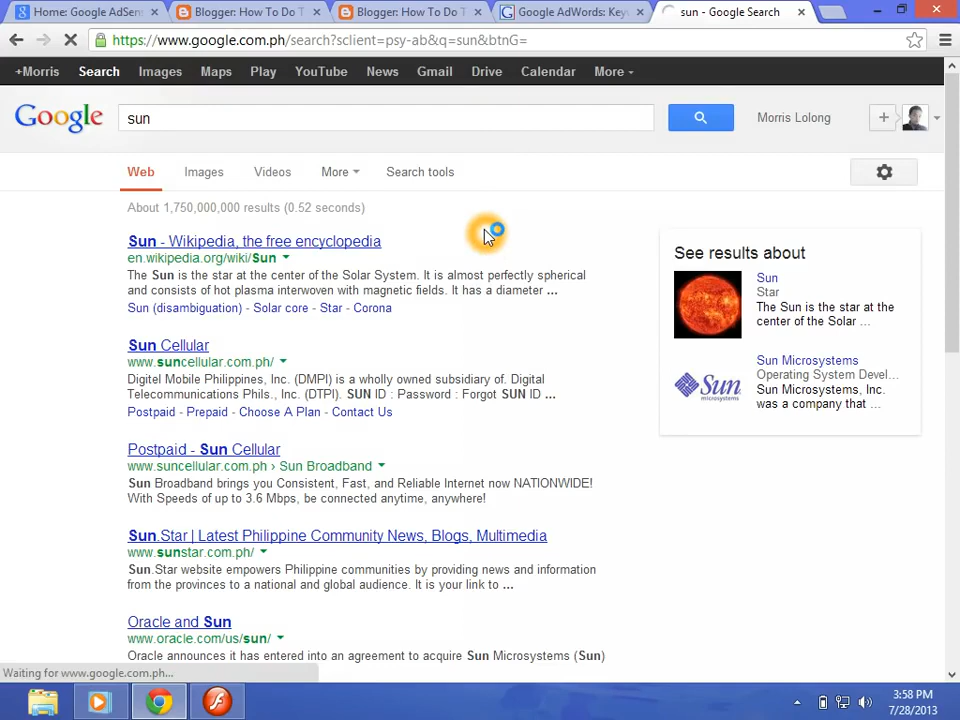 Home: Google AdSen
Blogger: How To Do T
Blogger: How To Do T
Google AdWords: Keyw
sun - Google Search
https://www.google.com.ph/search?sclient=psy-ab&q=sun&btnG=
+Morris Search Images Maps Play YouTube News Gmail Drive Calendar More
Google sun Morris Lolong +
Web Images Videos More Search tools
About 1,750,000,000 results (0.52 seconds)
Sun - Wikipedia, the free encyclopedia
en.wikipedia.org/wiki/Sun
The Sun is the star at the center of the Solar System. It is almost perfectly spherical
and consists of hot plasma interwoven with magnetic fields. It has a diameter ...
Sun (disambiguation) - Solar core - Star - Corona
Sun Cellular
www.suncellular.com.ph/
Digitel Mobile Philippines, Inc. (DMPI) is a wholly owned subsidiary of. Digital
Telecommunications Phils., Inc. (DTPI). SUN ID : Password : Forgot SUN ID ...
Postpaid - Prepaid - Choose A Plan - Contact Us
Postpaid - Sun Cellular
www.suncellular.com.ph › Sun Broadband
Sun Broadband brings you Consistent, Fast, and Reliable Internet now NATIONWIDE!
With Speeds of up to 3.6 Mbps, be connected anytime, anywhere!
Sun.Star | Latest Philippine Community News, Blogs, Multimedia
www.sunstar.com.ph/
Sun.Star website empowers Philippine communities by providing news and information
from the provinces to a national and global audience. It is your link to ...
Oracle and Sun
www.oracle.com/us/sun/
Oracle announces it has entered into an agreement to acquire Sun Microsystems (Sun)
See results about
Sun
Star
The Sun is the star at the
center of the Solar ...
Sun microsystems
Sun Microsystems
Operating System Devel...
Sun Microsystems, Inc.
was a company that ...
Waiting for www.google.com.ph...
3:58 PM
7/28/2013